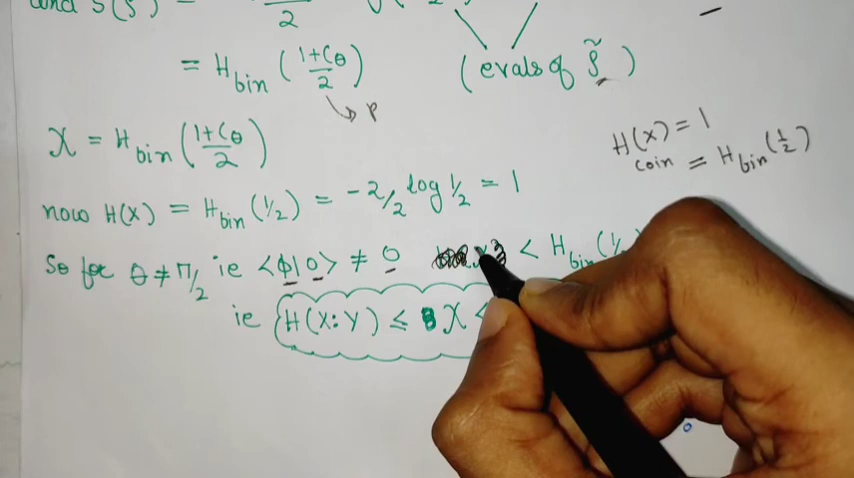 and S(ρ) =
2
= H_bin (1+Cθ/2)
(evals of ρ̃)
↳ p
χ = H_bin (1+Cθ/2)
H(X) = 1
coin = H_bin(½)
now H(X) = H_bin (1/2) = -2/2 log 1/2 = 1
So for θ ≠ π/2 ie <φ|0> ≠ 0 < H_bin (1/
ie H(X:Y) ≤ χ <